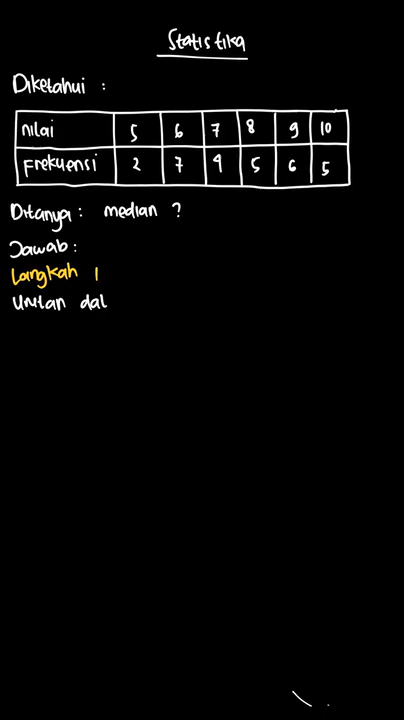 Statistika
Diketahui :
nilai 5 6 7 8 9 10
Frekuensi 2 7 4 5 6 5
Ditanya : median ?
Jawab :
Langkah 1
Urutan dal